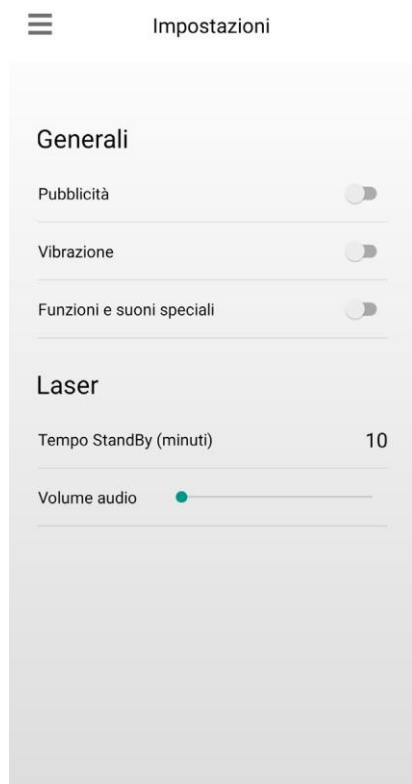 Impostazioni
Generali
Pubblicità
Vibrazione
Funzioni e suoni speciali
Laser
Tempo StandBy (minuti) 10
Volume audio